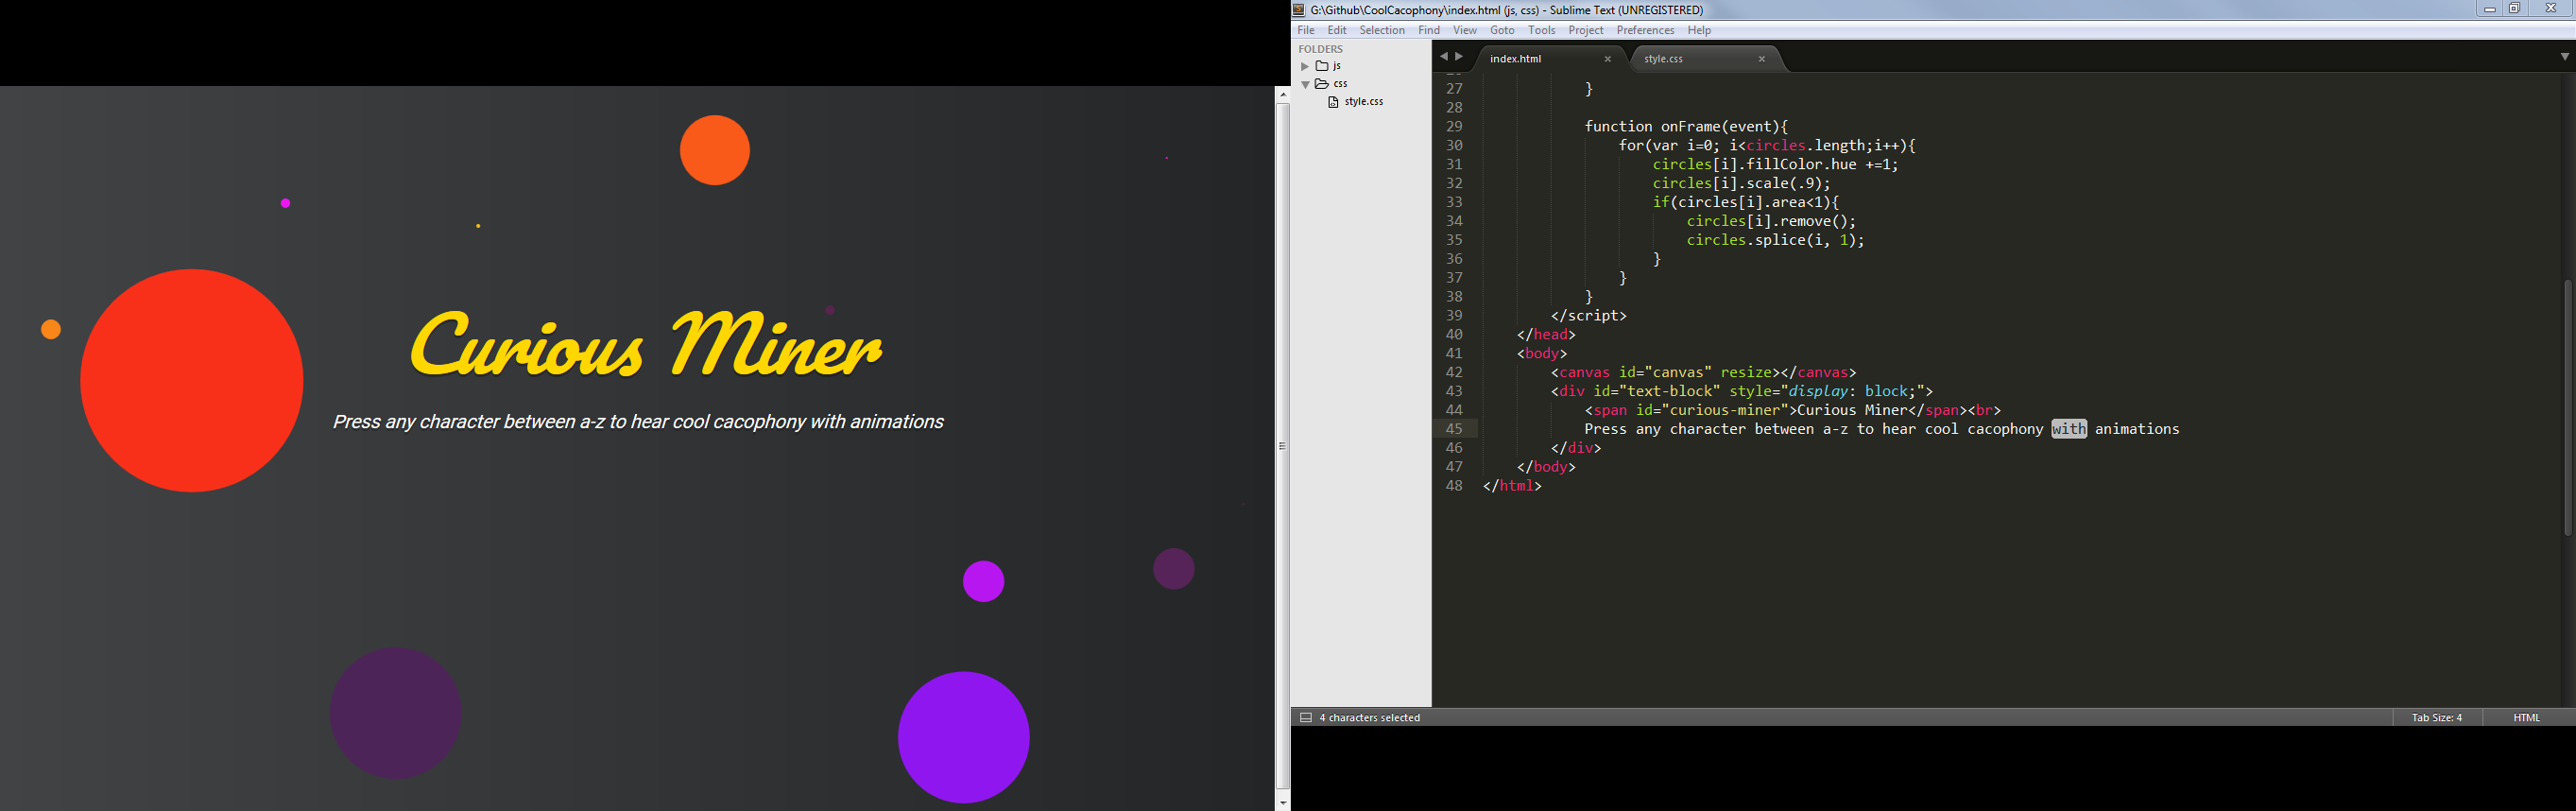 Curious Miner
Press any character between a-z to hear cool cacophony with animations
G:\Github\CoolCacophony\index.html (js, css) - Sublime Text (UNREGISTERED)
File Edit Selection Find View Goto Tools Project Preferences Help
FOLDERS
js
css
style.css
index.html
style.css
27 }
28
29 function onFrame(event){
30 for(var i=0; i<circles.length;i++){
31 circles[i].fillColor.hue +=1;
32 circles[i].scale(.9);
33 if(circles[i].area<1){
34 circles[i].remove();
35 circles.splice(i, 1);
36 }
37 }
38 }
39 </script>
40 </head>
41 <body>
42 <canvas id="canvas" resize></canvas>
43 <div id="text-block" style="display: block;">
44 <span id="curious-miner">Curious Miner</span><br>
45 Press any character between a-z to hear cool cacophony with animations
46 </div>
47 </body>
48 </html>
4 characters selected
Tab Size: 4
HTML